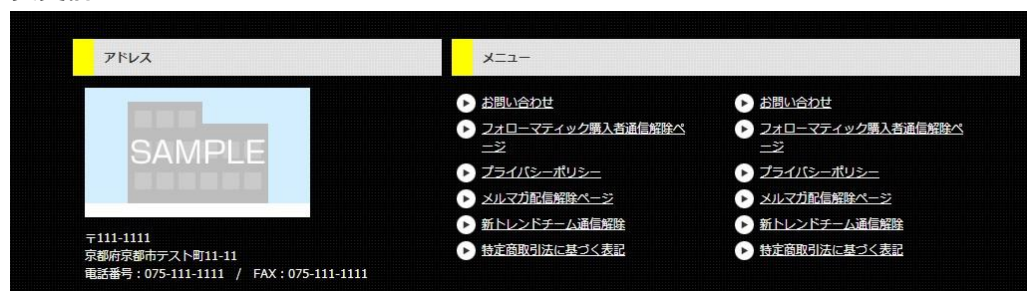 アドレス
SAMPLE
〒111-1111
京都府京都市テスト町11-11
電話番号：075-111-1111 / FAX：075-111-1111
メニュー
お問い合わせ
フォローマティック購入者通信解除ペ
ージ
プライバシーポリシー
メルマガ配信解除ページ
新トレンドチーム通信解除
特定商取引法に基づく表記
お問い合わせ
フォローマティック購入者通信解除ペ
ージ
プライバシーポリシー
メルマガ配信解除ページ
新トレンドチーム通信解除
特定商取引法に基づく表記